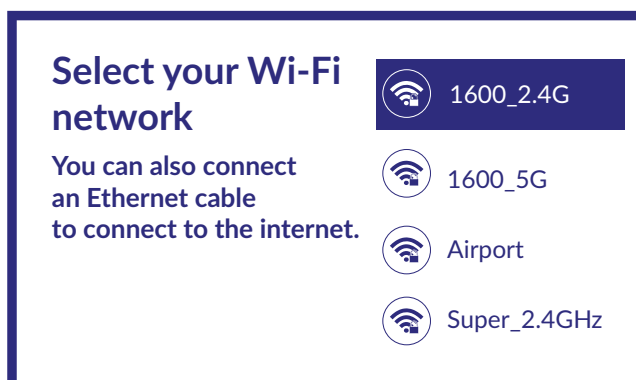 Select your Wi-Fi
network
You can also connect
an Ethernet cable
to connect to the internet.
1600_2.4G
1600_5G
Airport
Super_2.4GHz